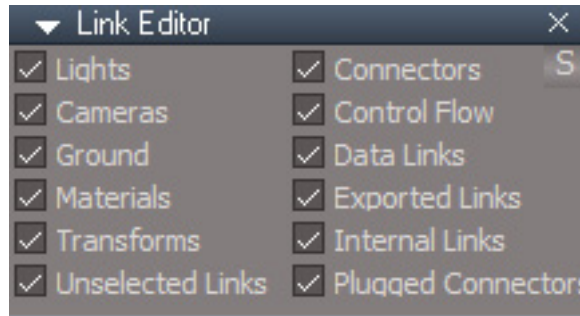 Link Editor
Lights
Connectors
S
Cameras
Control Flow
Ground
Data Links
Materials
Exported Links
Transforms
Internal Links
Unselected Links
Plugged Connectors